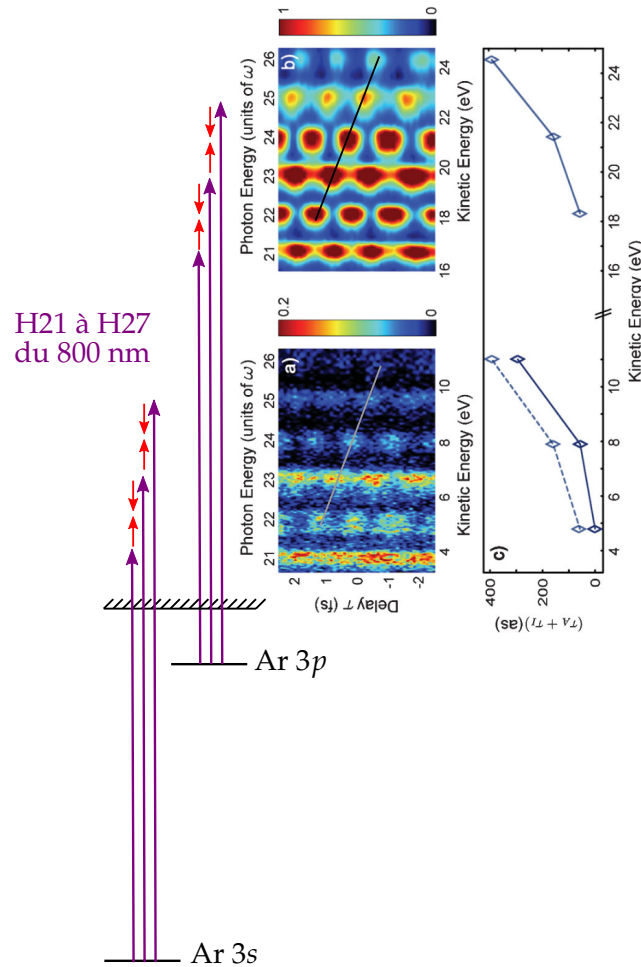 H21 à H27
du 800 nm
Ar 3p
Ar 3s
Photon Energy (units of ω)
21 22 23 24 25 26
a)
0.2
0
Delay τ (fs)
2
1
0
-1
-2
4 6 8 10
Kinetic Energy (eV)
Photon Energy (units of ω)
21 22 23 24 25 26
b)
1
0
16 18 20 22 24
Kinetic Energy (eV)
c)
(τA + τI)(as)
400
200
0
4 6 8 10 18 20 22 24
Kinetic Energy (eV)